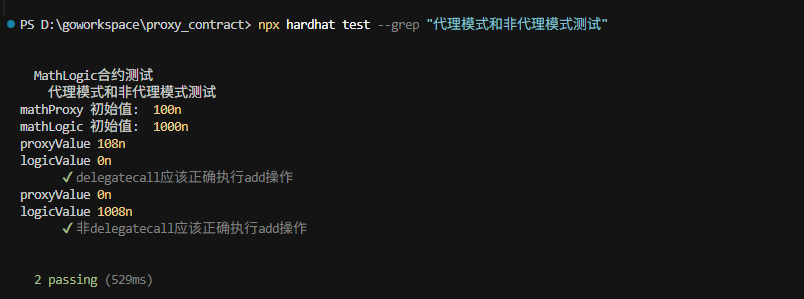 PS D:\goworkspace\proxy_contract> npx hardhat test --grep "代理模式和非代理模式测试"
MathLogic合约测试
代理模式和非代理模式测试
mathProxy 初始值: 100n
mathLogic 初始值: 1000n
proxyValue 108n
logicValue 0n
✔ delegatecall应该正确执行add操作
proxyValue 0n
logicValue 1008n
✔ 非delegatecall应该正确执行add操作
2 passing (529ms)